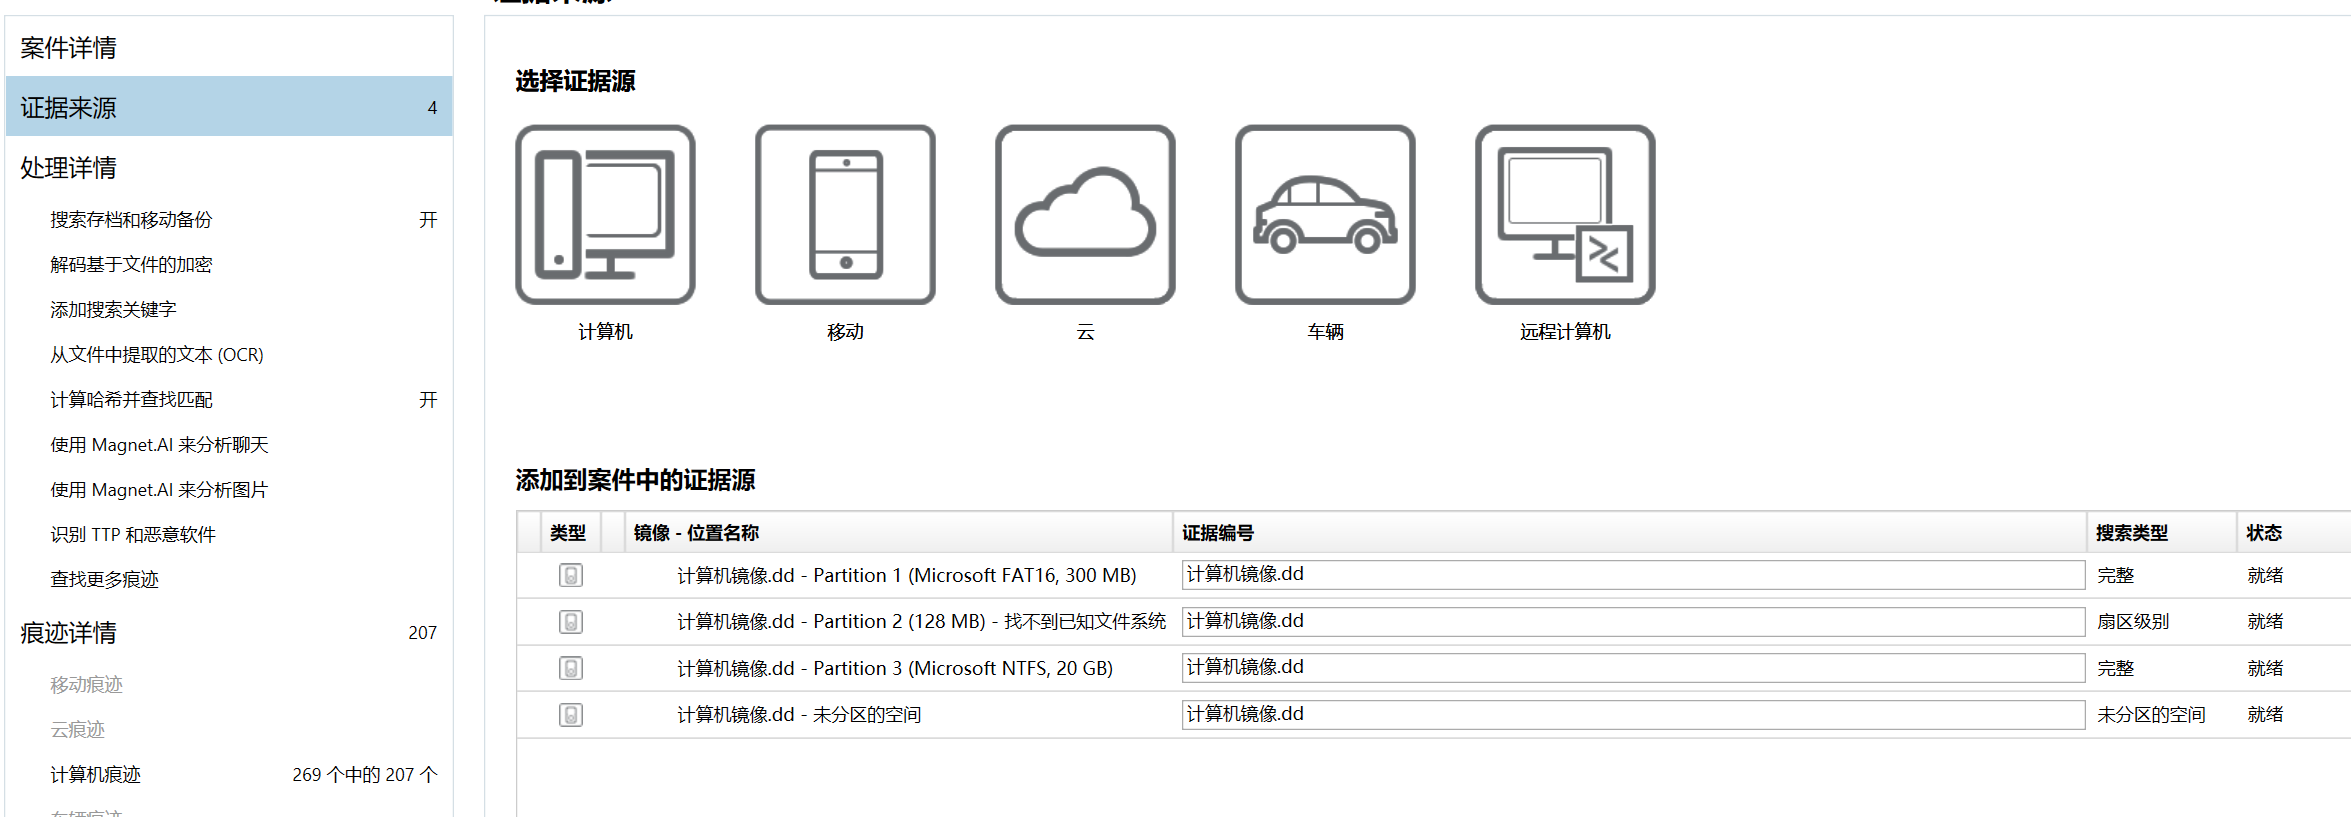 证据来源
案件详情
证据来源 4
处理详情
搜索存档和移动备份 开
解码基于文件的加密
添加搜索关键字
从文件中提取的文本 (OCR)
计算哈希并查找匹配 开
使用 Magnet.AI 来分析聊天
使用 Magnet.AI 来分析图片
识别 TTP 和恶意软件
查找更多痕迹
痕迹详情 207
移动痕迹
云痕迹
计算机痕迹 269 个中的 207 个
车辆痕迹
选择证据源
计算机 移动 云 车辆 远程计算机
添加到案件中的证据源
类型 镜像 - 位置名称 证据编号 搜索类型 状态
计算机镜像.dd - Partition 1 (Microsoft FAT16, 300 MB) 计算机镜像.dd 完整 就绪
计算机镜像.dd - Partition 2 (128 MB) - 找不到已知文件系统 计算机镜像.dd 扇区级别 就绪
计算机镜像.dd - Partition 3 (Microsoft NTFS, 20 GB) 计算机镜像.dd 完整 就绪
计算机镜像.dd - 未分区的空间 计算机镜像.dd 未分区的空间 就绪